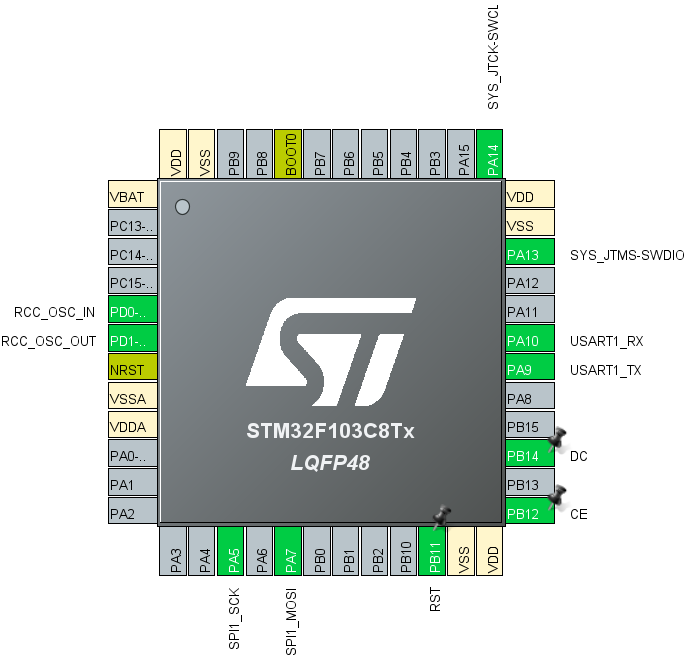 SYS_JTCK-SWCL
VDD
VSS
PB9
PB8
BOOT0
PB7
PB6
PB5
PB4
PB3
PA15
PA14
VBAT
PC13-..
PC14-..
PC15-..
RCC_OSC_IN
PD0-..
RCC_OSC_OUT
PD1-..
NRST
VSSA
VDDA
PA0-..
PA1
PA2
ST
STM32F103C8Tx
LQFP48
VDD
VSS
PA13
SYS_JTMS-SWDIO
PA12
PA11
PA10
USART1_RX
PA9
USART1_TX
PA8
PB15
PB14
DC
PB13
PB12
CE
PA3
PA4
PA5
PA6
PA7
PB0
PB1
PB2
PB10
PB11
VSS
VDD
SPI1_SCK
SPI1_MOSI
RST